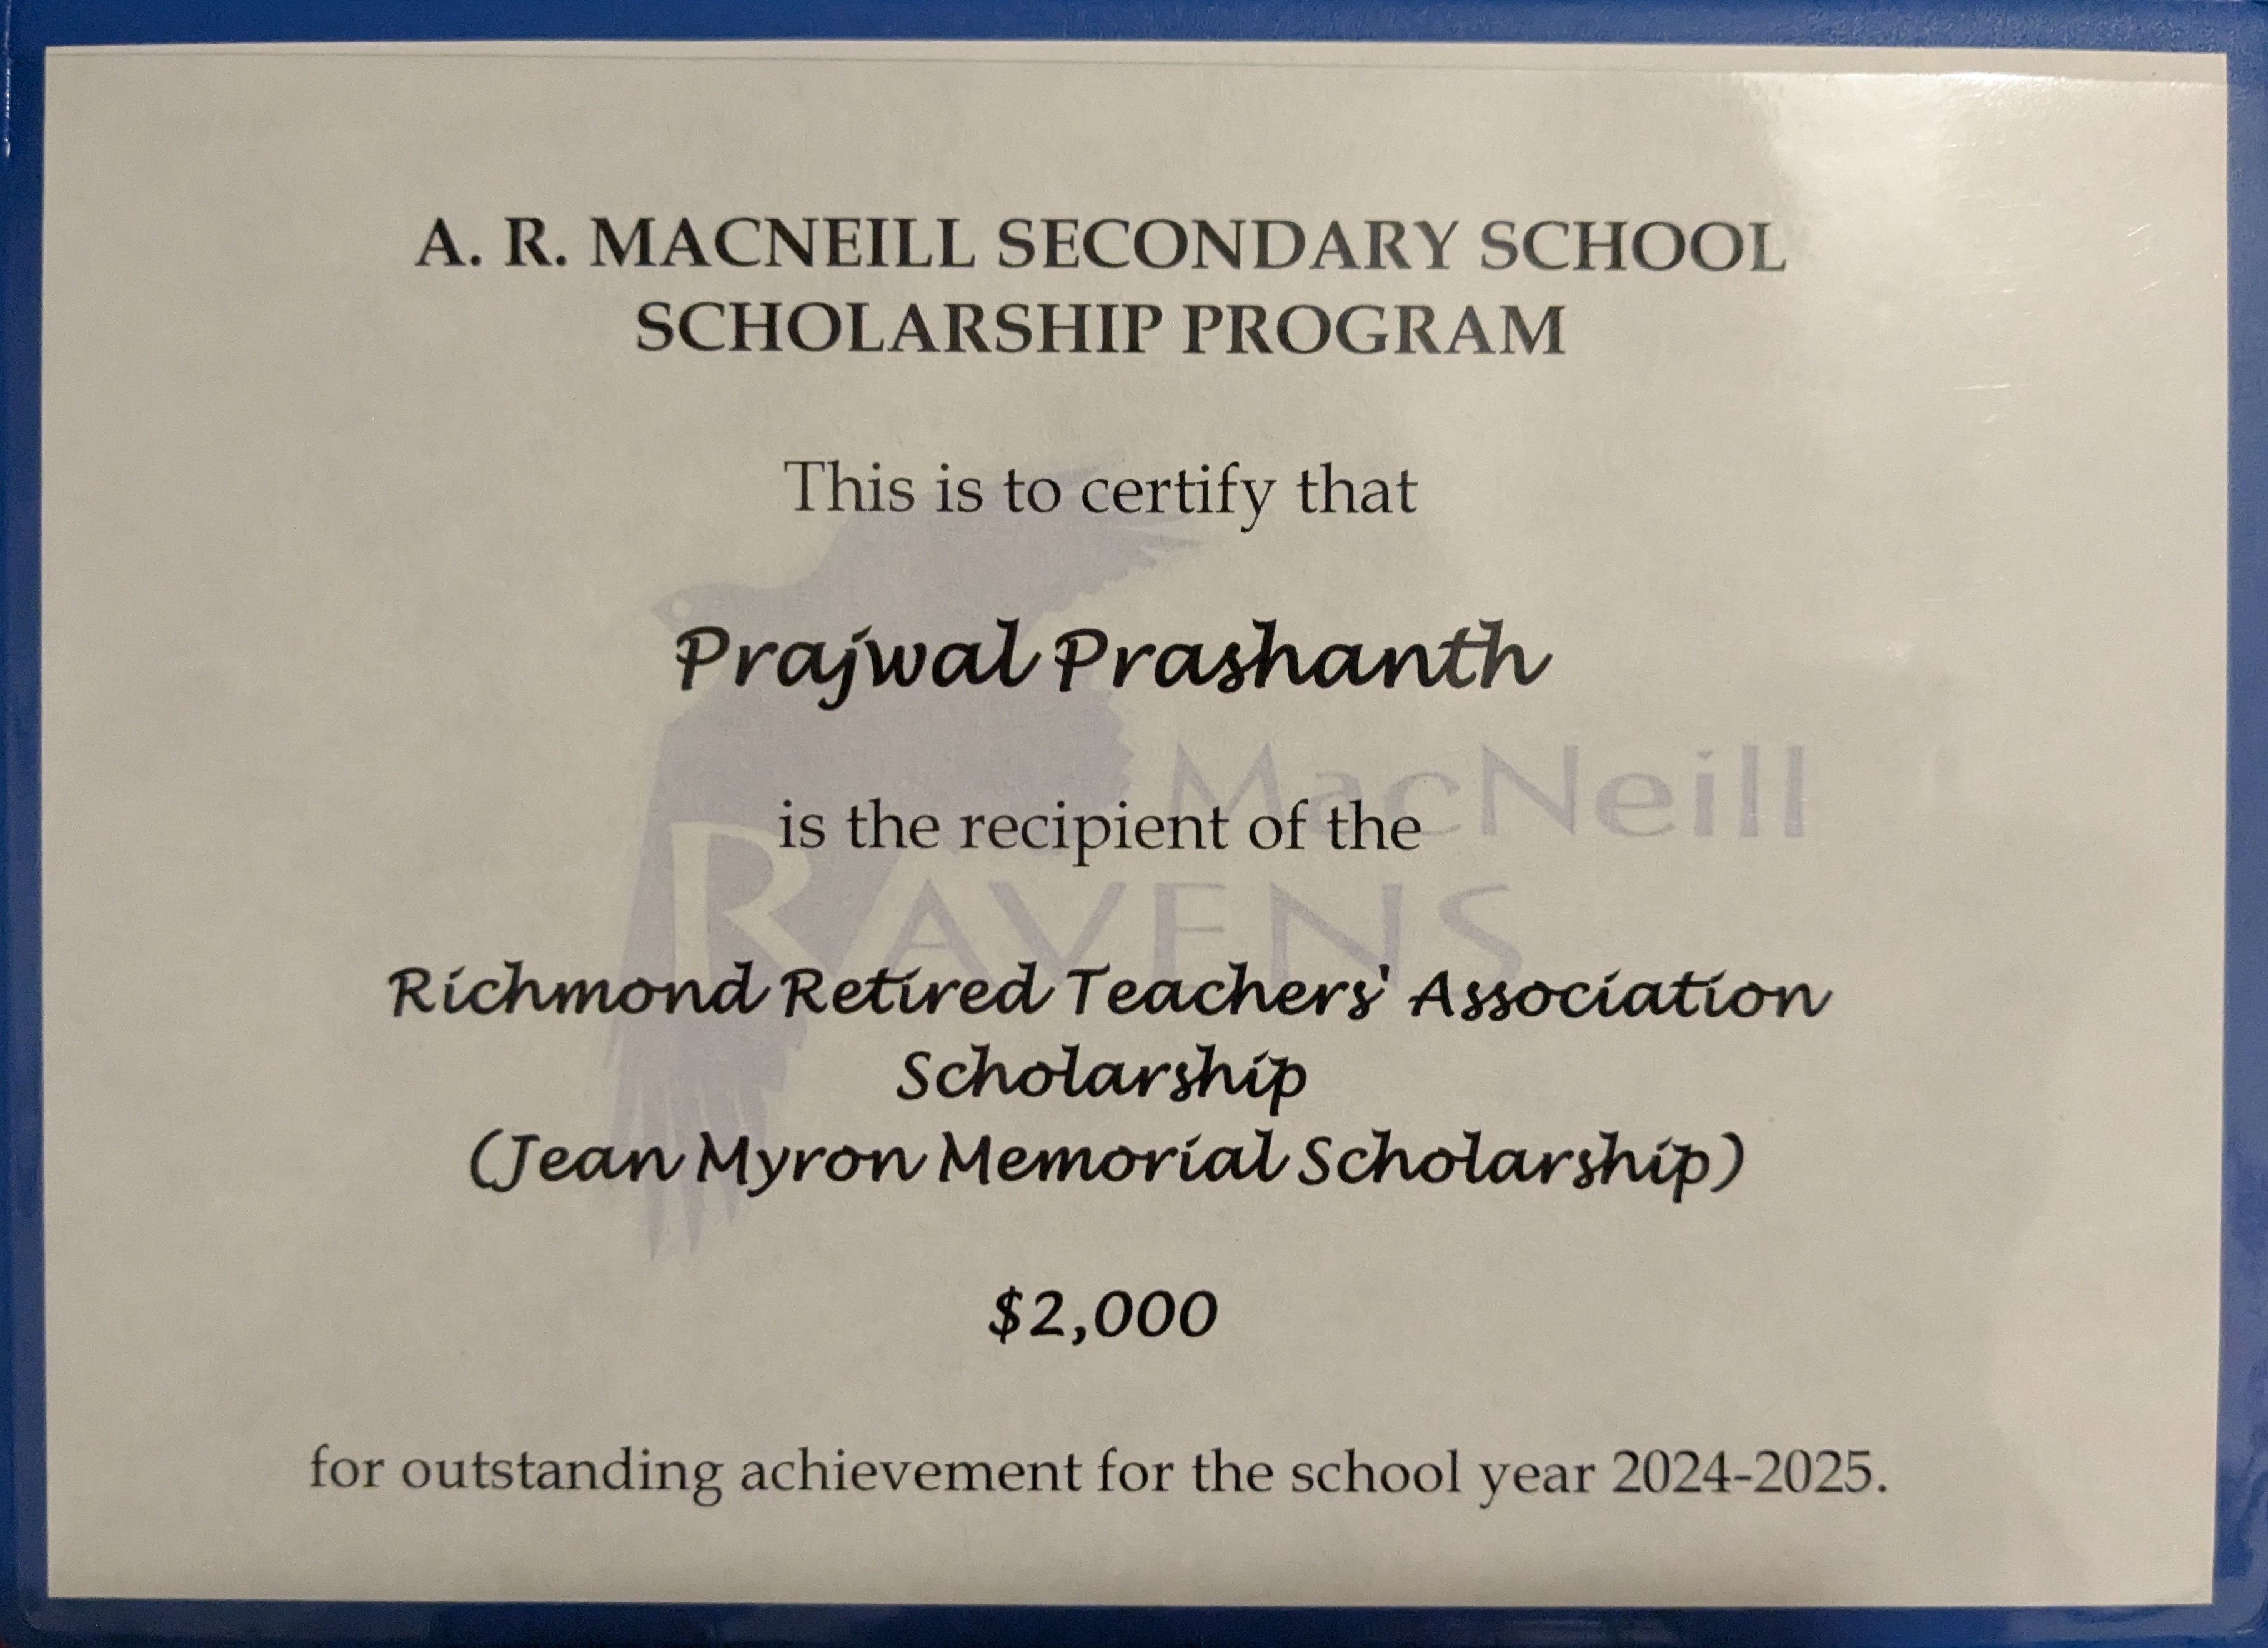 A. R. MACNEILL SECONDARY SCHOOL
SCHOLARSHIP PROGRAM
This is to certify that
Prajwal Prashanth
MacNeill
is the recipient of the
RAVENS
Richmond Retired Teachers' Association
Scholarship
(Jean Myron Memorial Scholarship)
$2,000
for outstanding achievement for the school year 2024-2025.